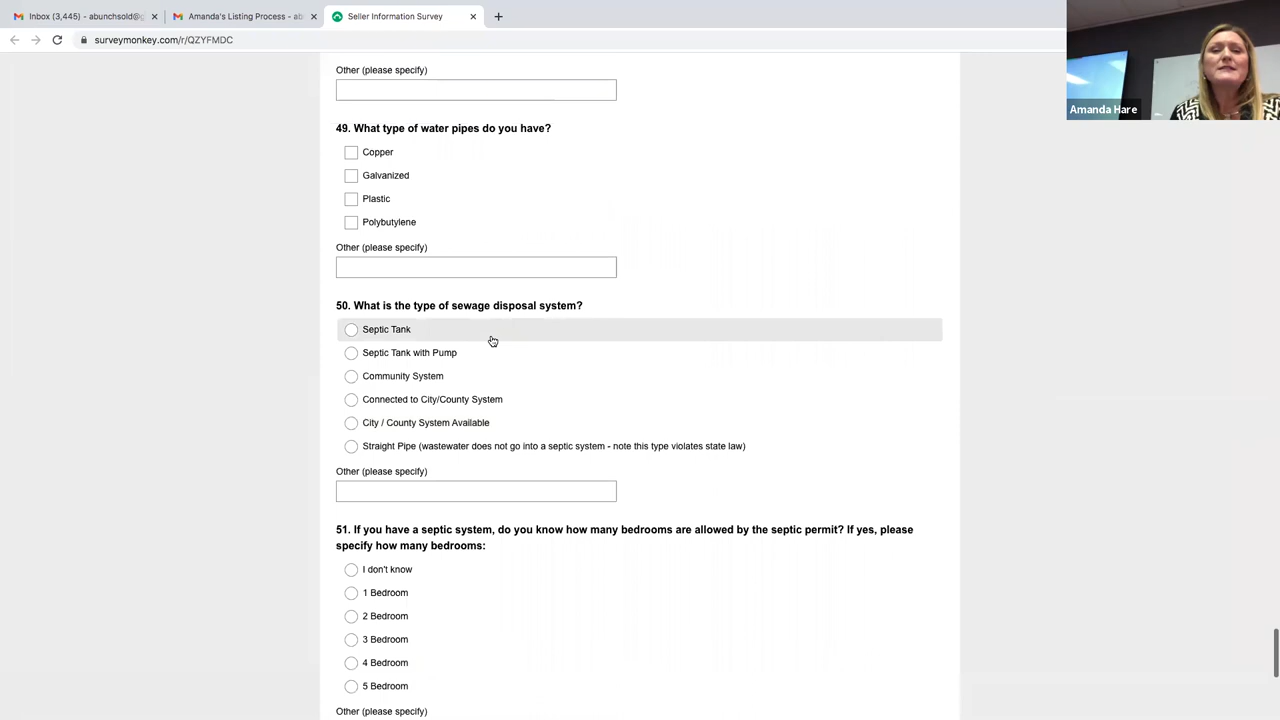 Inbox (3,445) - abunchsold@g
Amanda's Listing Process - ab
Seller Information Survey
surveymonkey.com/r/QZYFMDC
Amanda Hare
Other (please specify)
49. What type of water pipes do you have?
Copper
Galvanized
Plastic
Polybutylene
Other (please specify)
50. What is the type of sewage disposal system?
Septic Tank
Septic Tank with Pump
Community System
Connected to City/County System
City / County System Available
Straight Pipe (wastewater does not go into a septic system - note this type violates state law)
Other (please specify)
51. If you have a septic system, do you know how many bedrooms are allowed by the septic permit? If yes, please
specify how many bedrooms:
I don't know
1 Bedroom
2 Bedroom
3 Bedroom
4 Bedroom
5 Bedroom
Other (please specify)